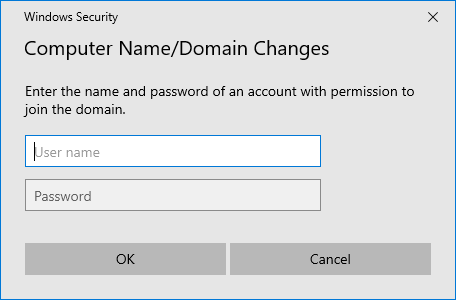 Windows Security
Computer Name/Domain Changes
Enter the name and password of an account with permission to
join the domain.
User name
Password
OK Cancel